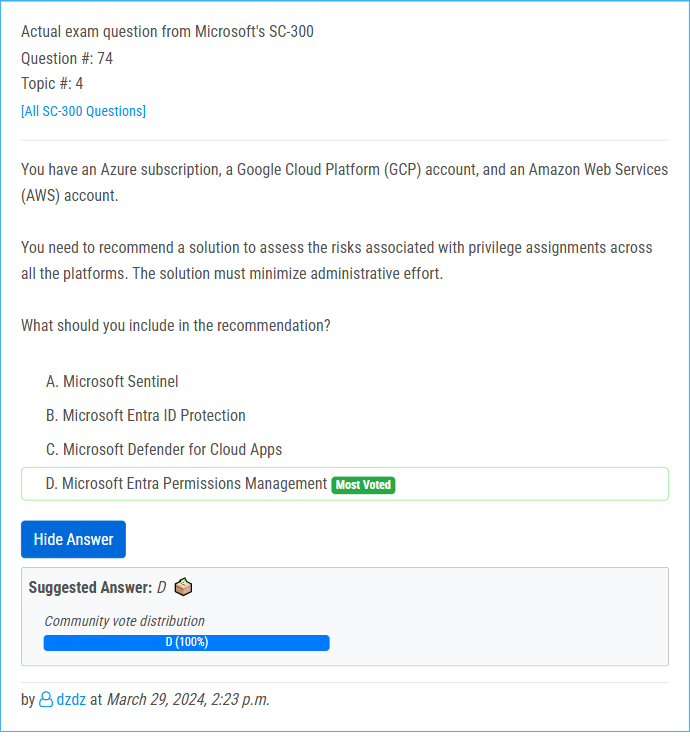 Actual exam question from Microsoft's SC-300
Question #: 74
Topic #: 4
[All SC-300 Questions]
You have an Azure subscription, a Google Cloud Platform (GCP) account, and an Amazon Web Services
(AWS) account.
You need to recommend a solution to assess the risks associated with privilege assignments across
all the platforms. The solution must minimize administrative effort.
What should you include in the recommendation?
A. Microsoft Sentinel
B. Microsoft Entra ID Protection
C. Microsoft Defender for Cloud Apps
D. Microsoft Entra Permissions Management Most Voted
Hide Answer
Suggested Answer: D
Community vote distribution
D (100%)
by dzdz at March 29, 2024, 2:23 p.m.